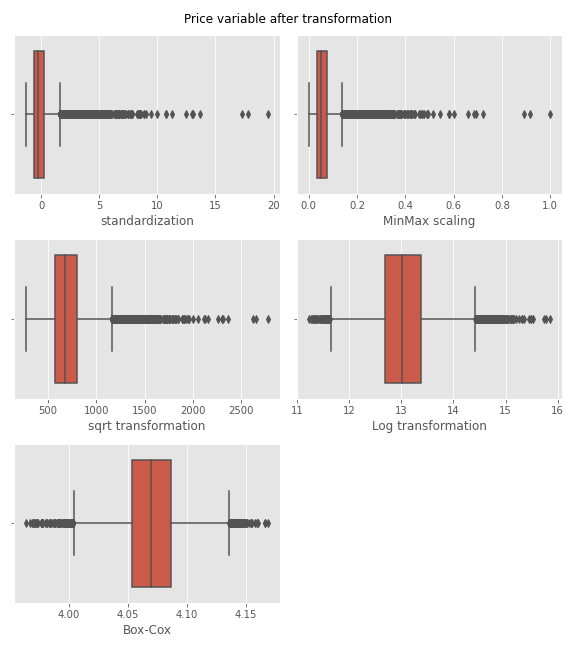 Price variable after transformation
0 5 10 15 20
standardization
0.0 0.2 0.4 0.6 0.8 1.0
MinMax scaling
500 1000 1500 2000 2500
sqrt transformation
11 12 13 14 15 16
Log transformation
4.00 4.05 4.10 4.15
Box-Cox